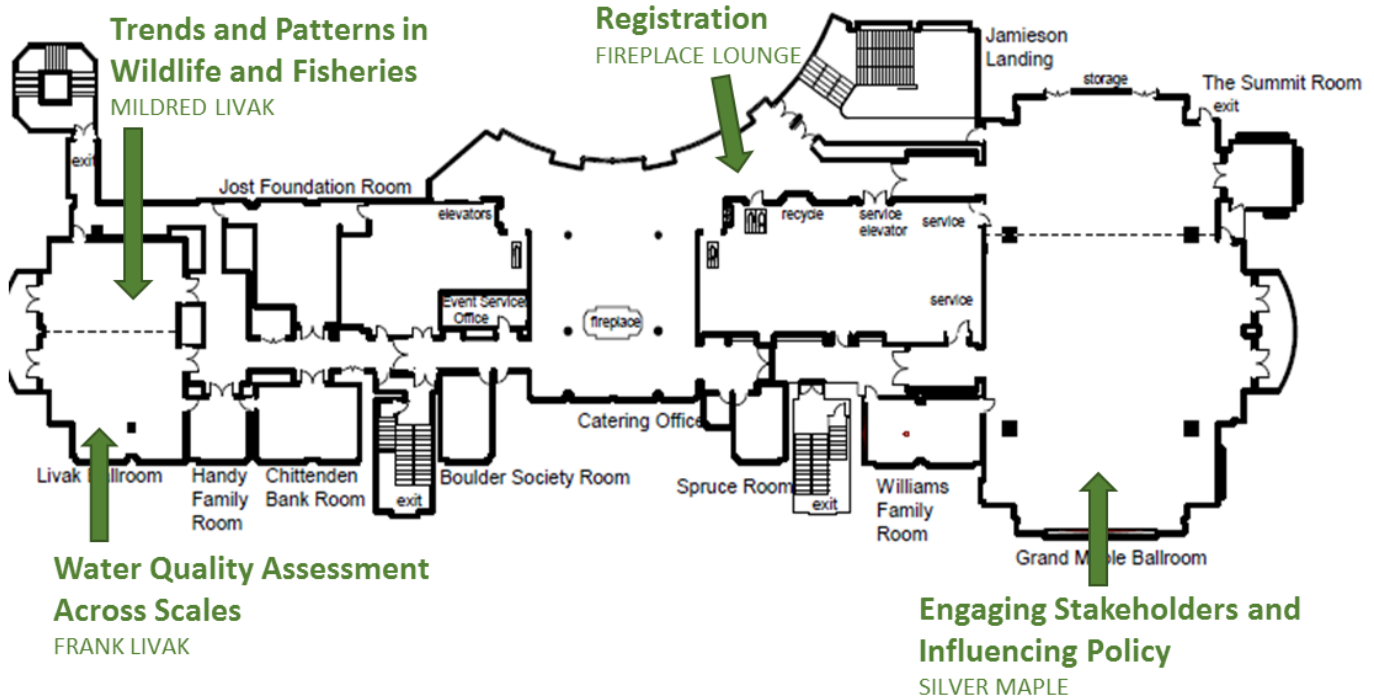 Trends and Patterns in
Wildlife and Fisheries
MILDRED LIVAK
Registration
FIREPLACE LOUNGE
Jamieson
Landing
storage
The Summit Room
exit
exit
Jost Foundation Room
elevators
recycle
service
elevator
service
service
Event Service
Office
fireplace
Catering Office
Livak Ballroom
Handy
Family
Room
Chittenden
Bank Room
exit
Boulder Society Room
Spruce Room
exit
Williams
Family
Room
Grand Maple Ballroom
Water Quality Assessment
Across Scales
FRANK LIVAK
Engaging Stakeholders and
Influencing Policy
SILVER MAPLE